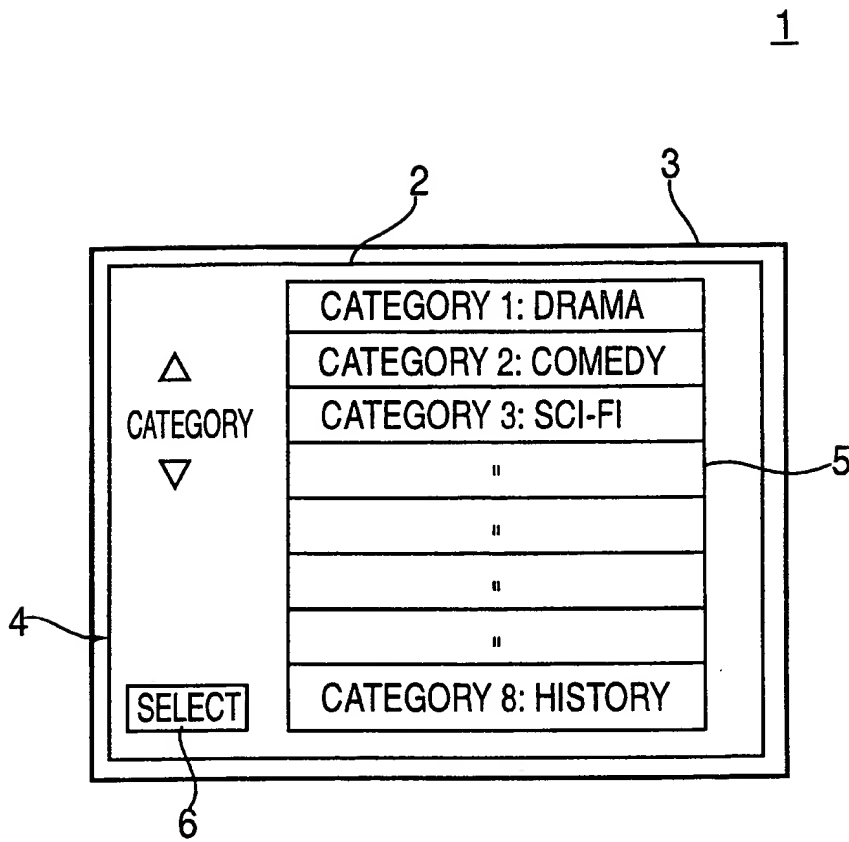 1
2
3
CATEGORY 1: DRAMA
CATEGORY 2: COMEDY
CATEGORY 3: SCI-FI
"
"
"
"
CATEGORY 8: HISTORY
△
CATEGORY
▽
SELECT
4
5
6